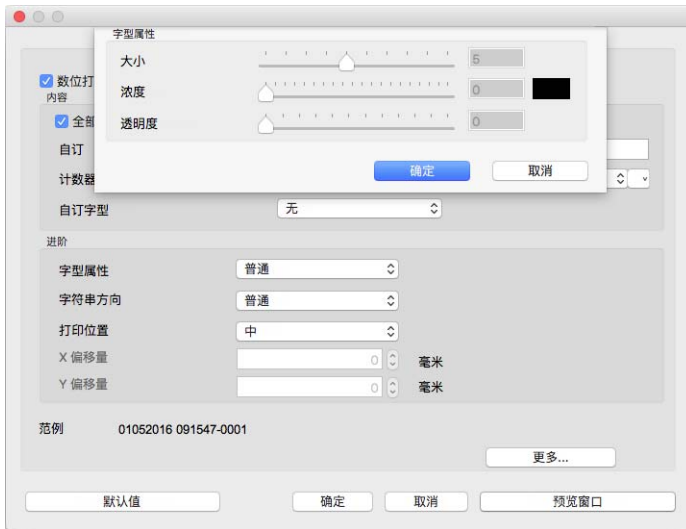 字型属性
大小 5
浓度 0
透明度 0
确定 取消
数位打
内容
全部
自订
计数器
自订字型 无
进阶
字型属性 普通
字符串方向 普通
打印位置 中
X 偏移量 0 毫米
Y 偏移量 0 毫米
范例 01052016 091547-0001
更多...
默认值 确定 取消 预览窗口